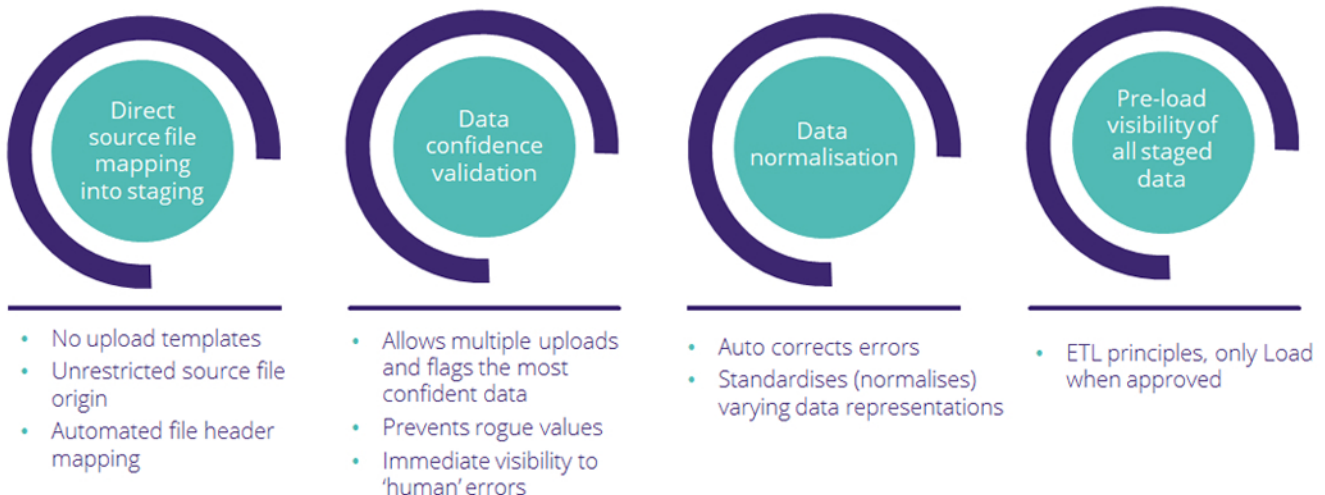 Direct
source file
mapping
into staging
Data
confidence
validation
Data
normalisation
Pre-load
visibility of
all staged
data
• No upload templates
• Unrestricted source file
origin
• Automated file header
mapping
• Allows multiple uploads
and flags the most
confident data
• Prevents rogue values
• Immediate visibility to
‘human’ errors
• Auto corrects errors
• Standardises (normalises)
varying data representations
• ETL principles, only Load
when approved